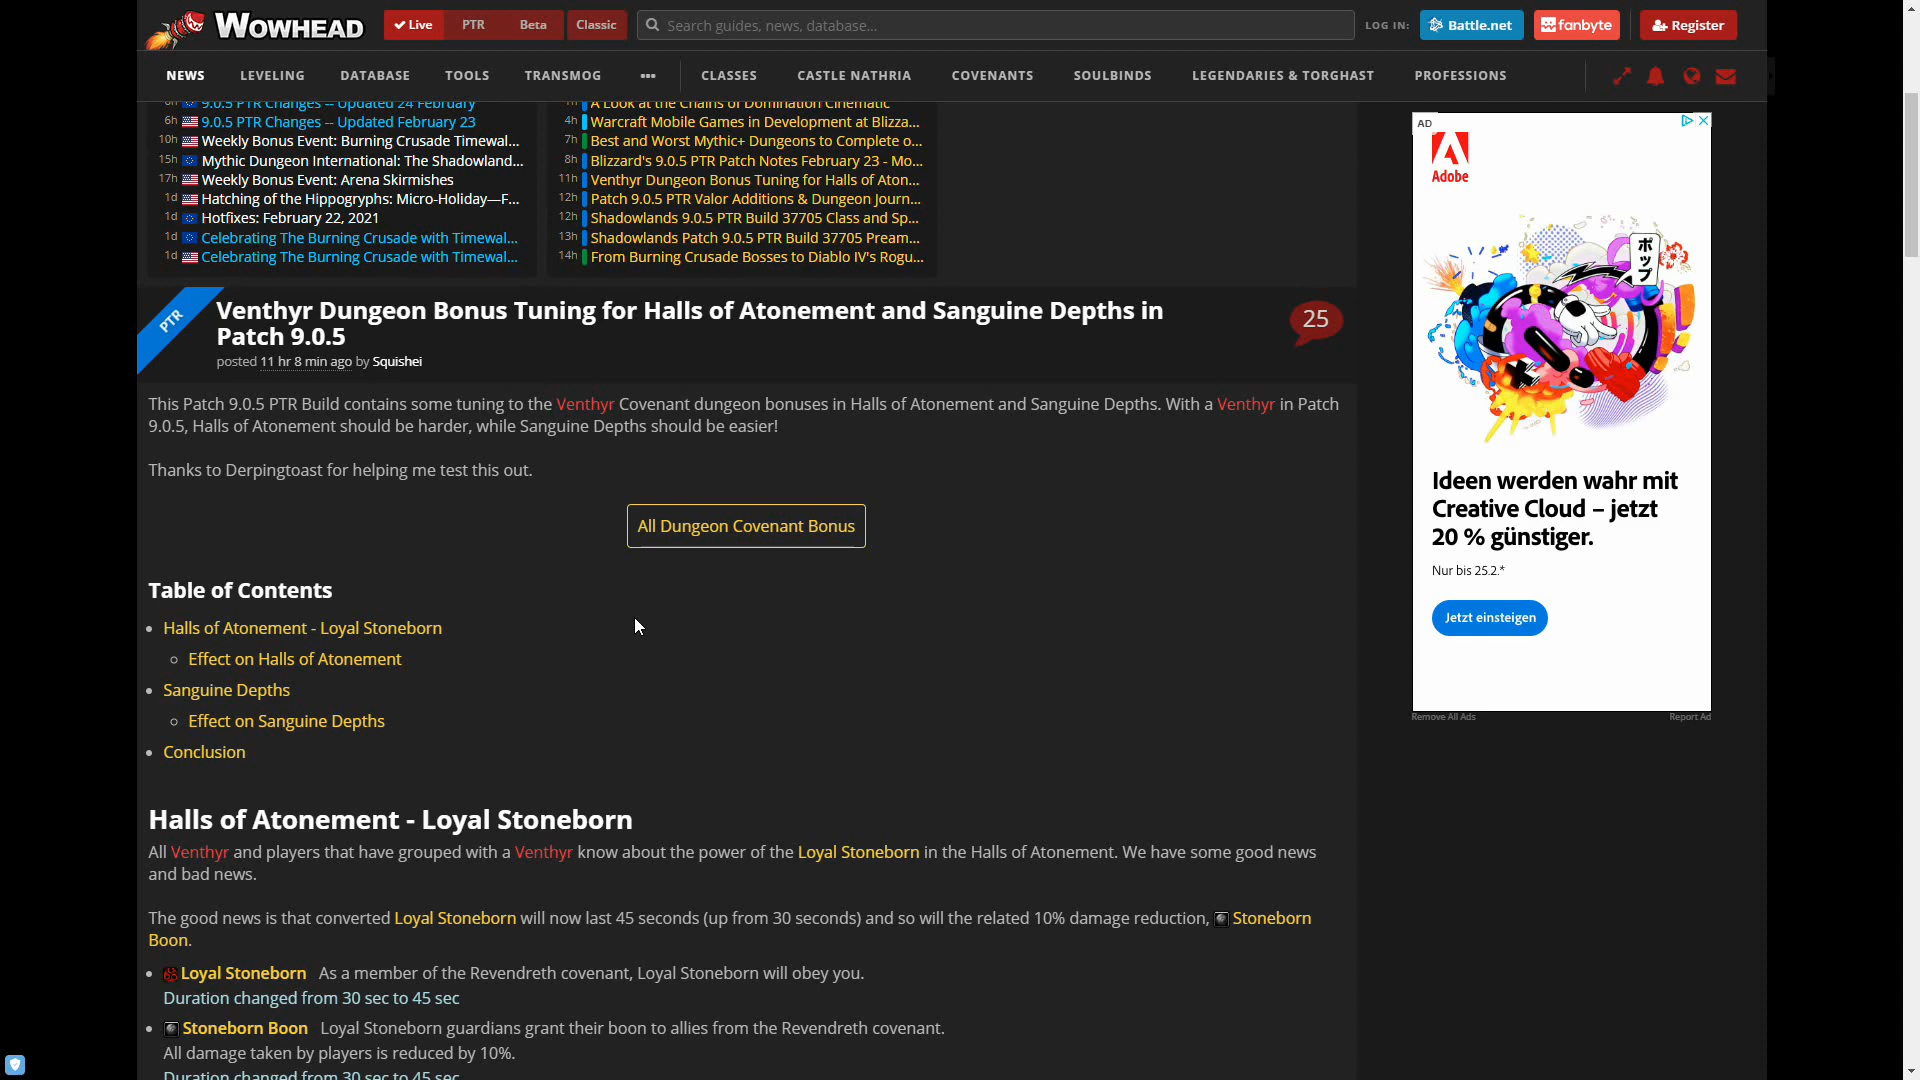 WOWHEAD
Live PTR Beta Classic
Search guides, news, database...
LOG IN: Battle.net fanbyte Register
NEWS LEVELING DATABASE TOOLS TRANSMOG ••• CLASSES CASTLE NATHRIA COVENANTS SOULBINDS LEGENDARIES & TORGHAST PROFESSIONS
9.0.5 PTR Changes -- Updated 24 February
6h 9.0.5 PTR Changes -- Updated February 23
10h Weekly Bonus Event: Burning Crusade Timewal...
15h Mythic Dungeon International: The Shadowland...
17h Weekly Bonus Event: Arena Skirmishes
1d Hatching of the Hippogryphs: Micro-Holiday—F...
1d Hotfixes: February 22, 2021
1d Celebrating The Burning Crusade with Timewal...
1d Celebrating The Burning Crusade with Timewal...
A Look at the Chains of Domination Cinematic
4h Warcraft Mobile Games in Development at Blizza...
7h Best and Worst Mythic+ Dungeons to Complete o...
8h Blizzard's 9.0.5 PTR Patch Notes February 23 - Mo...
11h Venthyr Dungeon Bonus Tuning for Halls of Aton...
12h Patch 9.0.5 PTR Valor Additions & Dungeon Journ...
12h Shadowlands 9.0.5 PTR Build 37705 Class and Sp...
13h Shadowlands Patch 9.0.5 PTR Build 37705 Pream...
14h From Burning Crusade Bosses to Diablo IV's Rogu...
PTR
Venthyr Dungeon Bonus Tuning for Halls of Atonement and Sanguine Depths in
Patch 9.0.5
posted 11 hr 8 min ago by Squishei
25
This Patch 9.0.5 PTR Build contains some tuning to the Venthyr Covenant dungeon bonuses in Halls of Atonement and Sanguine Depths. With a Venthyr in Patch
9.0.5, Halls of Atonement should be harder, while Sanguine Depths should be easier!
Thanks to Derpingtoast for helping me test this out.
All Dungeon Covenant Bonus
Table of Contents
Halls of Atonement - Loyal Stoneborn
Effect on Halls of Atonement
Sanguine Depths
Effect on Sanguine Depths
Conclusion
Halls of Atonement - Loyal Stoneborn
All Venthyr and players that have grouped with a Venthyr know about the power of the Loyal Stoneborn in the Halls of Atonement. We have some good news
and bad news.
The good news is that converted Loyal Stoneborn will now last 45 seconds (up from 30 seconds) and so will the related 10% damage reduction, Stoneborn
Boon.
Loyal Stoneborn As a member of the Revendreth covenant, Loyal Stoneborn will obey you.
Duration changed from 30 sec to 45 sec
Stoneborn Boon Loyal Stoneborn guardians grant their boon to allies from the Revendreth covenant.
All damage taken by players is reduced by 10%.
Duration changed from 30 sec to 45 sec
AD
Adobe
ポップ
Ideen werden wahr mit
Creative Cloud – jetzt
20 % günstiger.
Nur bis 25.2.*
Jetzt einsteigen
Remove All Ads Report Ad